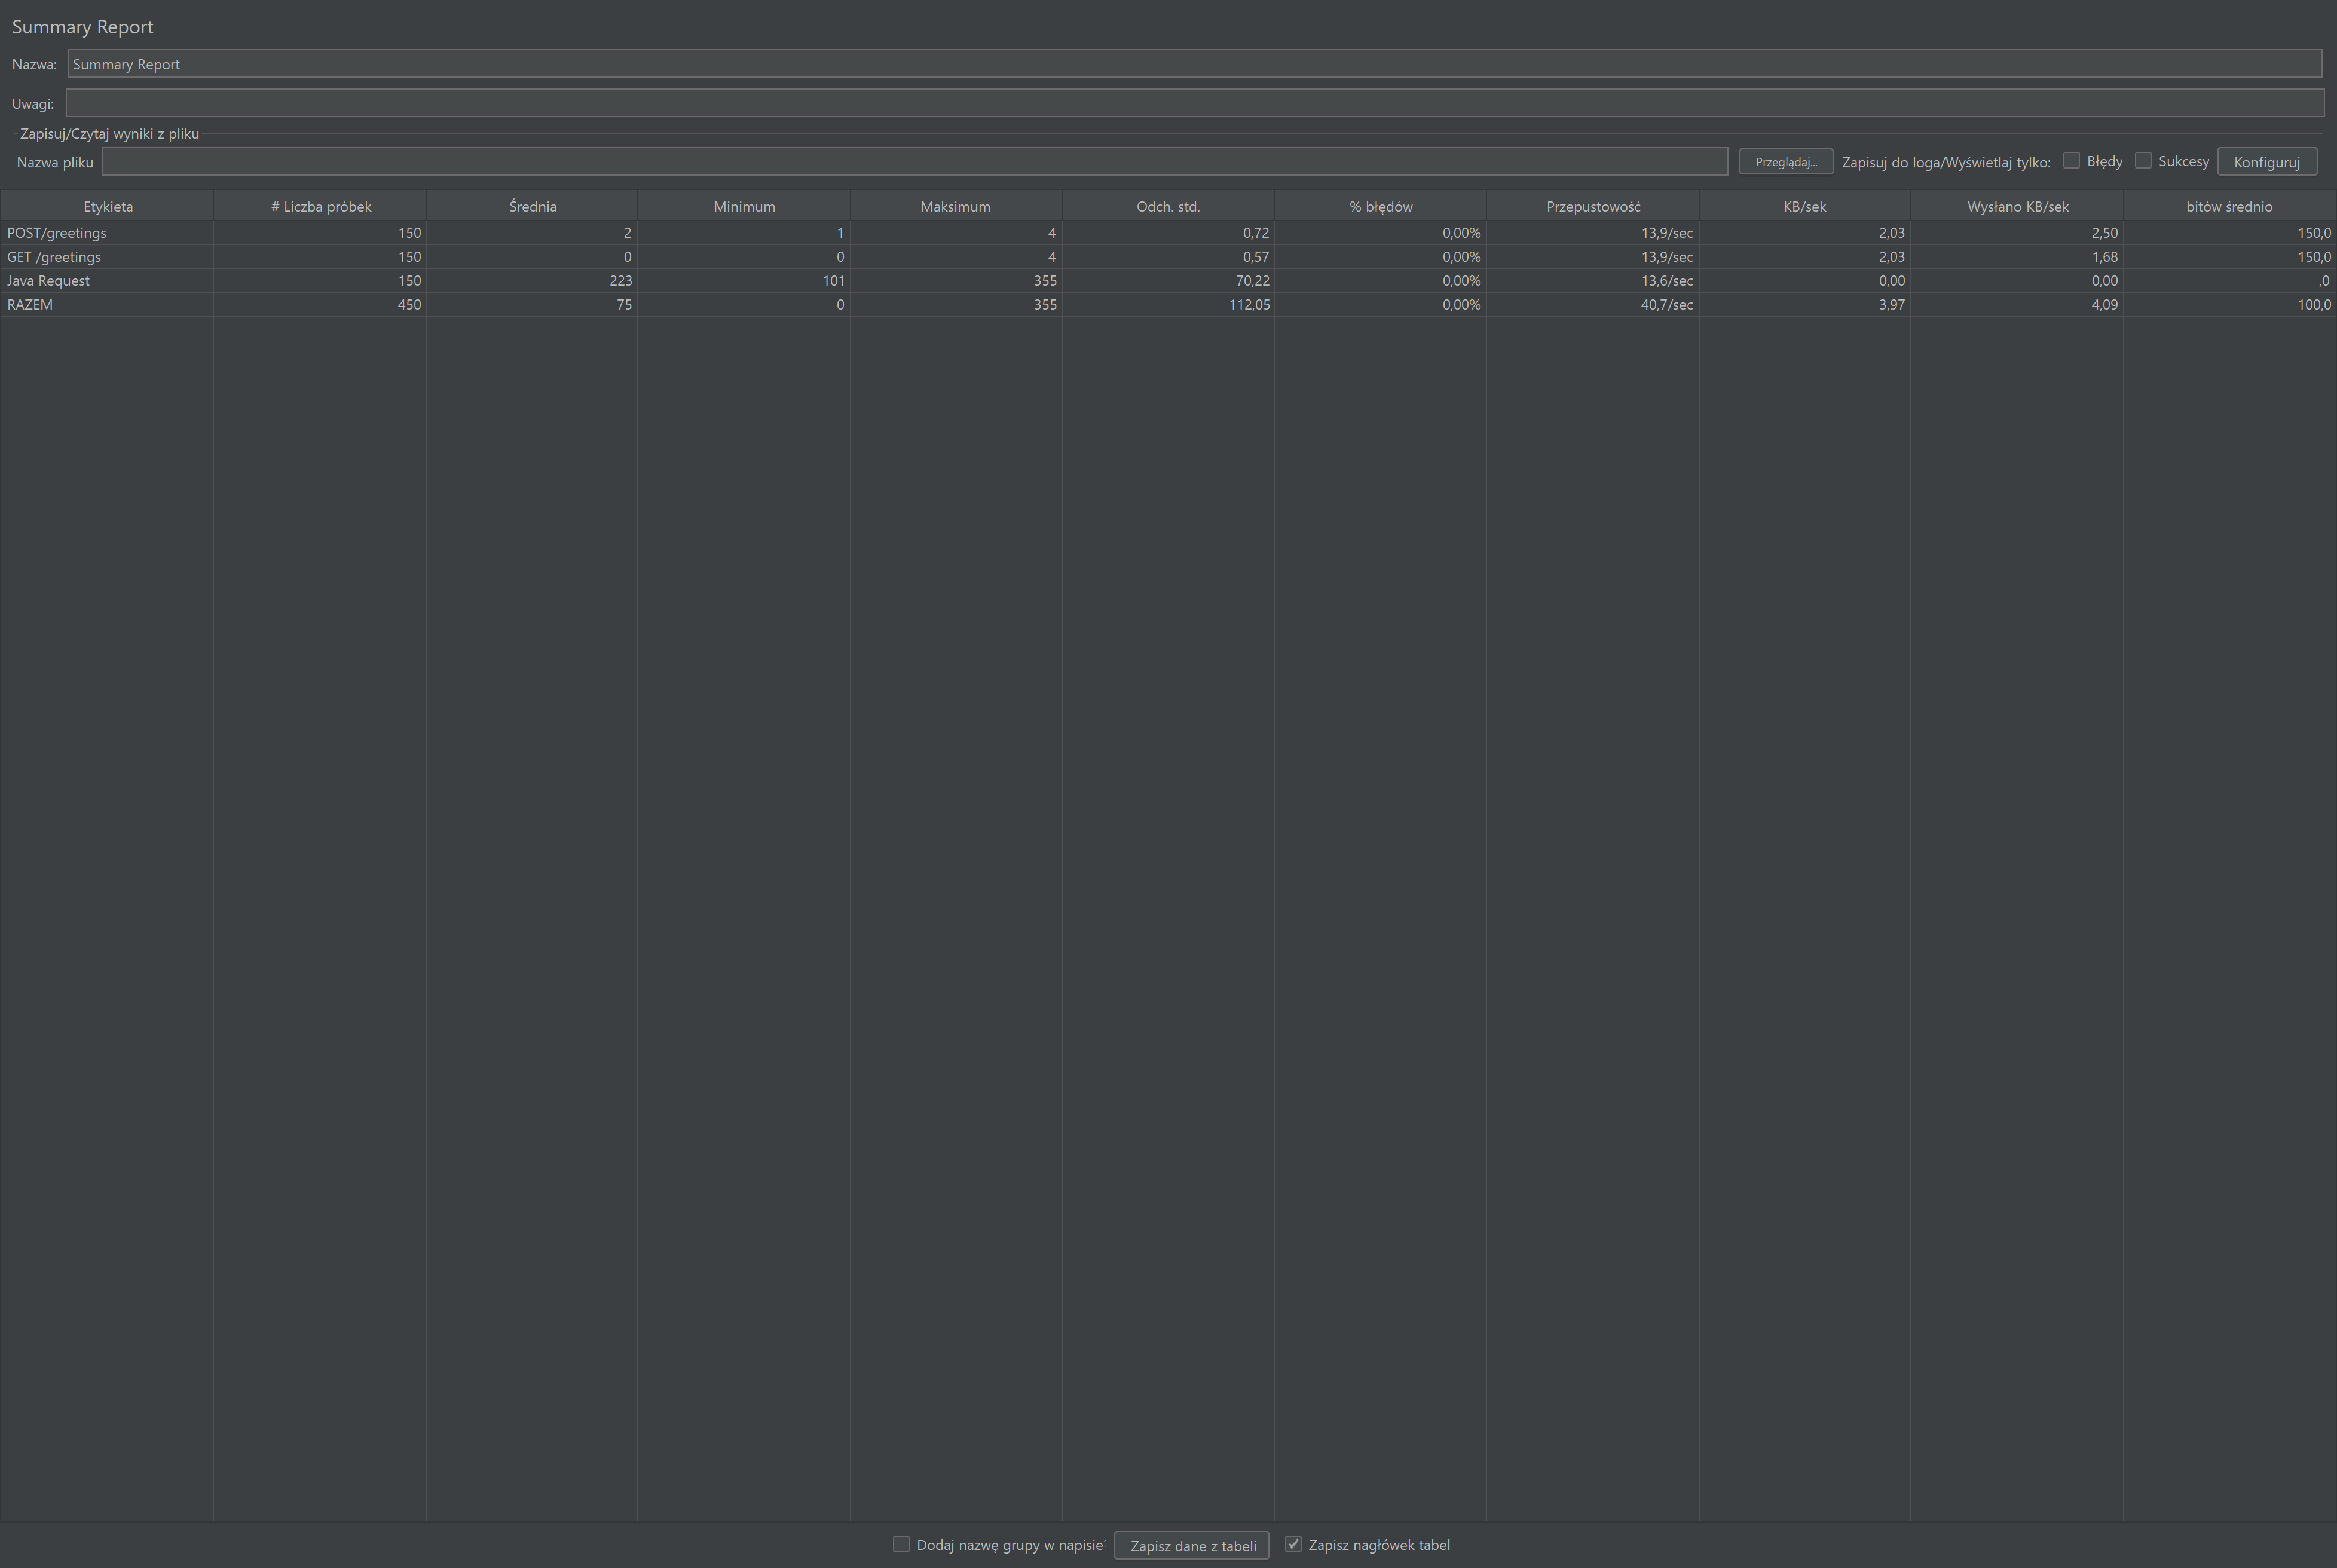 Summary Report
Nazwa: Summary Report
Uwagi:
Zapisuj/Czytaj wyniki z pliku
Nazwa pliku Przeglądaj... Zapisuj do loga/Wyświetlaj tylko: Błędy Sukcesy Konfiguruj
Etykieta # Liczba próbek Średnia Minimum Maksimum Odch. std. % błędów Przepustowość KB/sek Wysłano KB/sek bitów średnio
POST/greetings 150 2 1 4 0,72 0,00% 13,9/sec 2,03 2,50 150,0
GET /greetings 150 0 0 4 0,57 0,00% 13,9/sec 2,03 1,68 150,0
Java Request 150 223 101 355 70,22 0,00% 13,6/sec 0,00 0,00 ,0
RAZEM 450 75 0 355 112,05 0,00% 40,7/sec 3,97 4,09 100,0
Dodaj nazwę grupy w napisie Zapisz dane z tabeli Zapisz nagłówek tabel